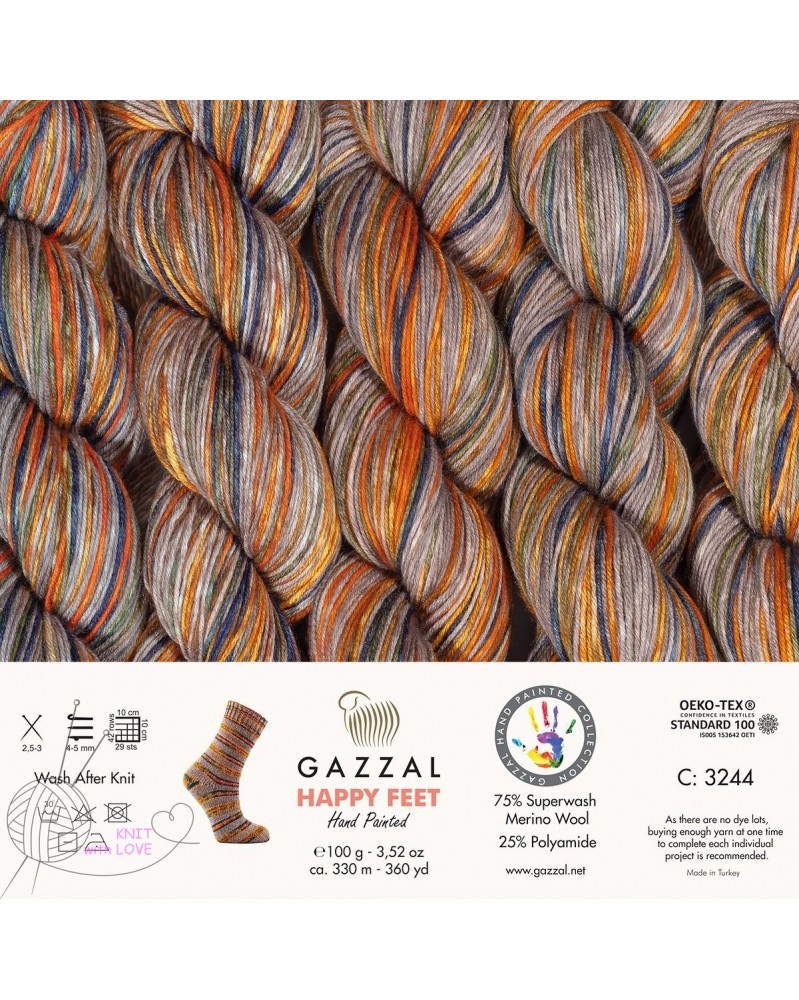 2,5-3
4-5 mm
10 cm
42 rows
10 cm
29 sts
Wash After Knit
30
KNIT
with LOVE
GAZZAL
HAPPY FEET
Hand Painted
℮100 g - 3,52 oz
ca. 330 m - 360 yd
GAZZAL HAND PAINTED COLLECTION
75% Superwash
Merino Wool
25% Polyamide
www.gazzal.net
OEKO-TEX®
CONFIDENCE IN TEXTILES
STANDARD 100
IS005 153642 OETI
C: 3244
As there are no dye lots,
buying enough yarn at one time
to complete each individual
project is recommended.
Made in Turkey